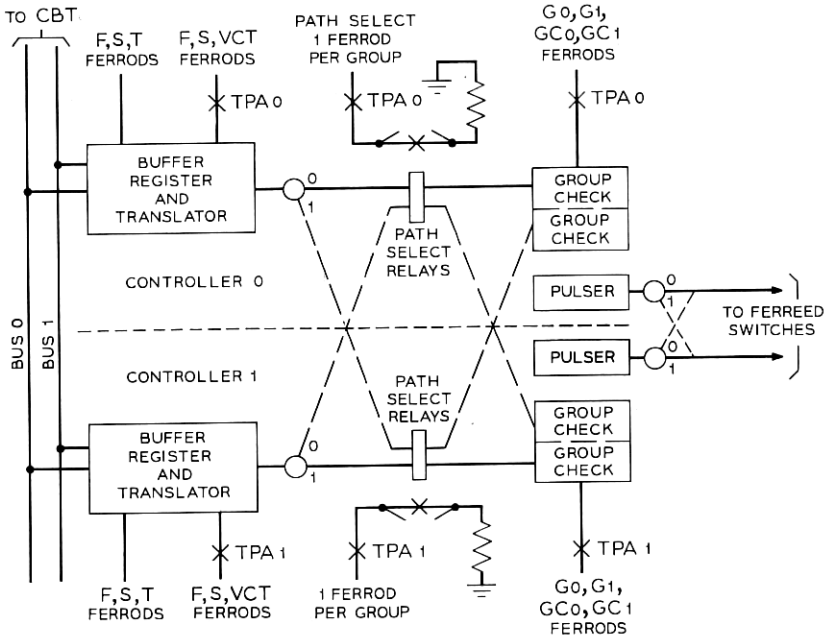 TO CBT
F,S,T
FERRODS
F,S,VCT
FERRODS
PATH SELECT
1 FERROD
PER GROUP
G0,G1,
GC0,GC1
FERRODS
TPA 0
TPA 0
TPA 0
BUFFER
REGISTER
AND
TRANSLATOR
0
1
PATH
SELECT
RELAYS
GROUP
CHECK
GROUP
CHECK
CONTROLLER 0
PULSER
0
1
TO FERREED
SWITCHES
BUS 0
BUS 1
CONTROLLER 1
PULSER
0
1
PATH
SELECT
RELAYS
BUFFER
REGISTER
AND
TRANSLATOR
0
1
GROUP
CHECK
GROUP
CHECK
TPA 1
TPA 1
TPA 1
F,S,T
FERRODS
F,S,VCT
FERRODS
1 FERROD
PER GROUP
G0,G1,
GC0,GC1
FERRODS